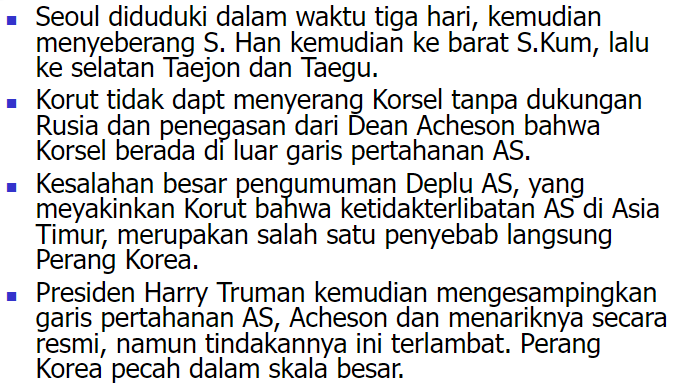 Seoul diduduki dalam waktu tiga hari, kemudian
menyeberang S. Han kemudian ke barat S.Kum, lalu
ke selatan Taejon dan Taegu.
Korut tidak dapt menyerang Korsel tanpa dukungan
Rusia dan penegasan dari Dean Acheson bahwa
Korsel berada di luar garis pertahanan AS.
Kesalahan besar pengumuman Deplu AS, yang
meyakinkan Korut bahwa ketidakterlibatan AS di Asia
Timur, merupakan salah satu penyebab langsung
Perang Korea.
Presiden Harry Truman kemudian mengesampingkan
garis pertahanan AS, Acheson dan menariknya secara
resmi, namun tindakannya ini terlambat. Perang
Korea pecah dalam skala besar.